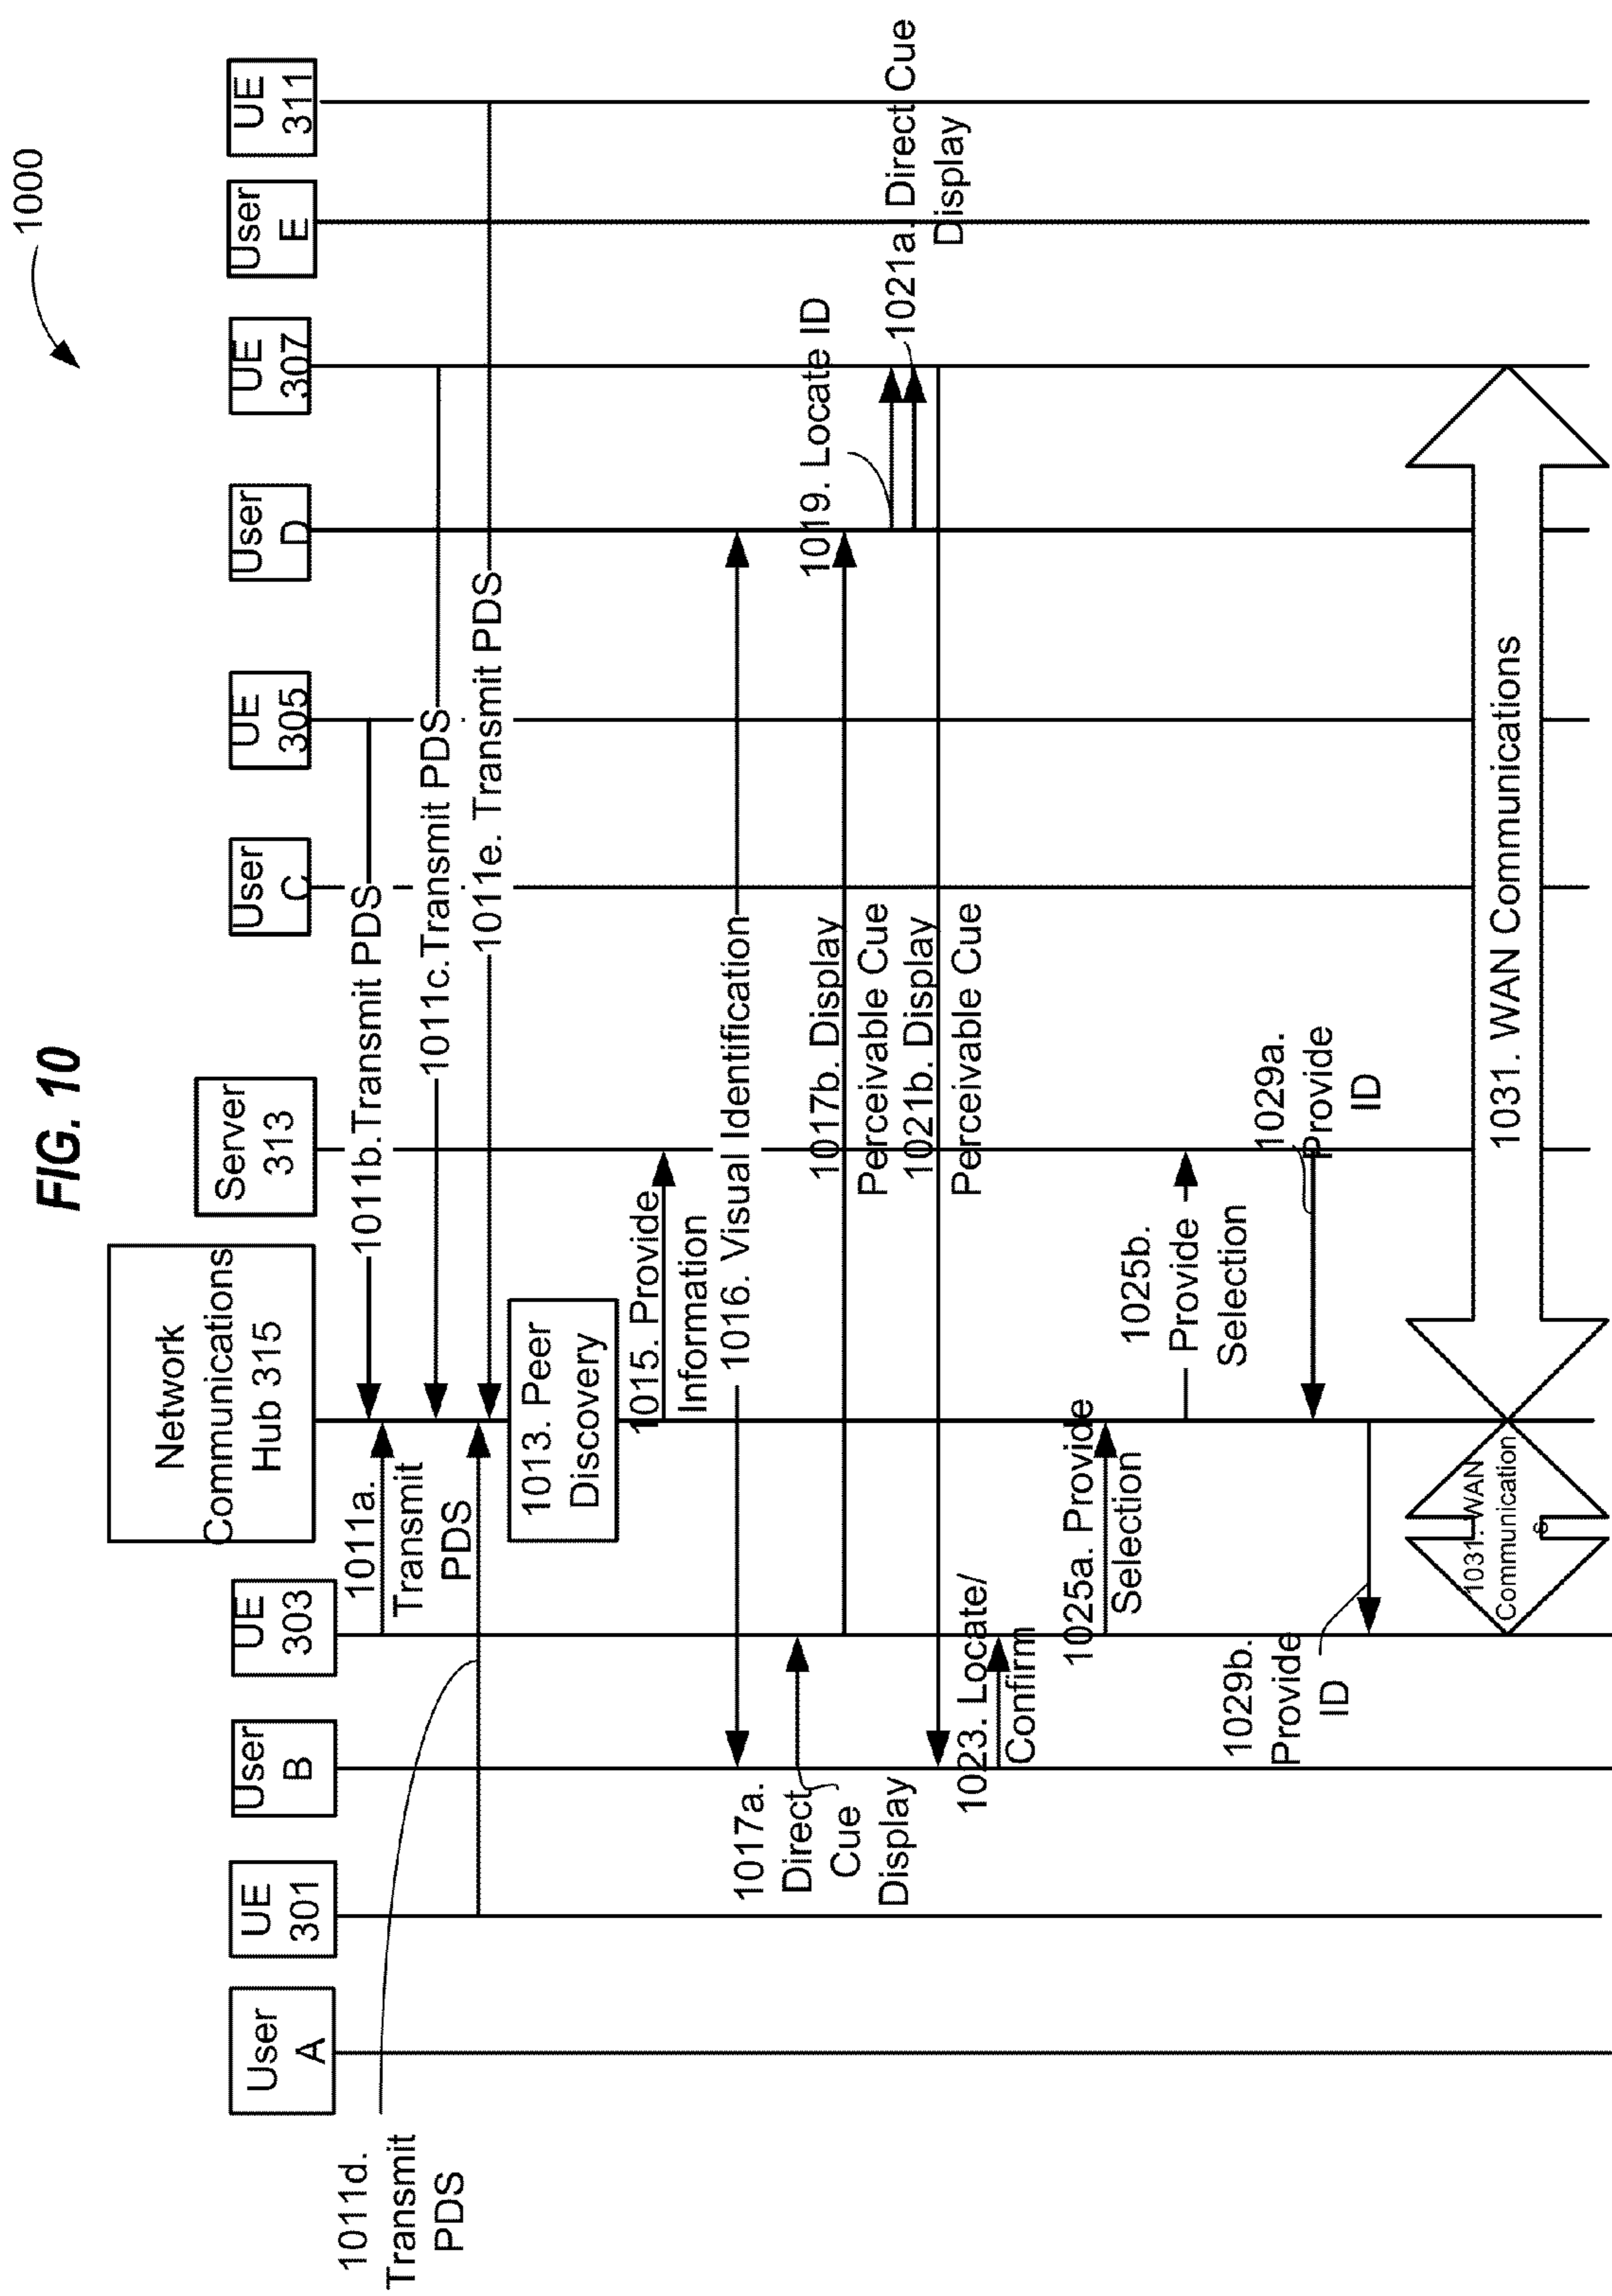 FIG. 10
1000
User
A
UE
301
User
B
UE
303
Network
Communications
Hub 315
Server
313
User
C
UE
305
User
D
UE
307
User
E
UE
311
1011a.
Transmit
PDS
1011b.Transmit PDS
1011c.Transmit PDS
1011d.
Transmit
PDS
1011e. Transmit PDS
1013. Peer
Discovery
1015. Provide
Information
1016. Visual Identification
1017a.
Direct
Cue
Display
1017b. Display
Perceivable Cue
1019. Locate ID
1021a. Direct Cue
Display
1021b. Display
Perceivable Cue
1023. Locate/
Confirm
1025a. Provide
Selection
1025b.
Provide
Selection
1029a.
Provide
ID
1029b.
Provide
ID
1031. WAN
Communication
s
1031. WAN Communications